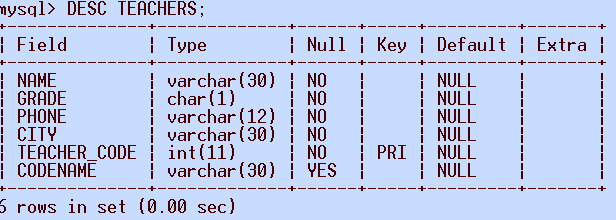 mysql> DESC TEACHERS;
+--------------+-------------+------+-----+---------+-------+
| Field        | Type        | Null | Key | Default | Extra |
+--------------+-------------+------+-----+---------+-------+
| NAME         | varchar(30) | NO   |     | NULL    |       |
| GRADE        | char(1)     | NO   |     | NULL    |       |
| PHONE        | varchar(12) | NO   |     | NULL    |       |
| CITY         | varchar(30) | NO   |     | NULL    |       |
| TEACHER_CODE | int(11)     | NO   | PRI | NULL    |       |
| CODENAME     | varchar(30) | YES  |     | NULL    |       |
+--------------+-------------+------+-----+---------+-------+
6 rows in set (0.00 sec)